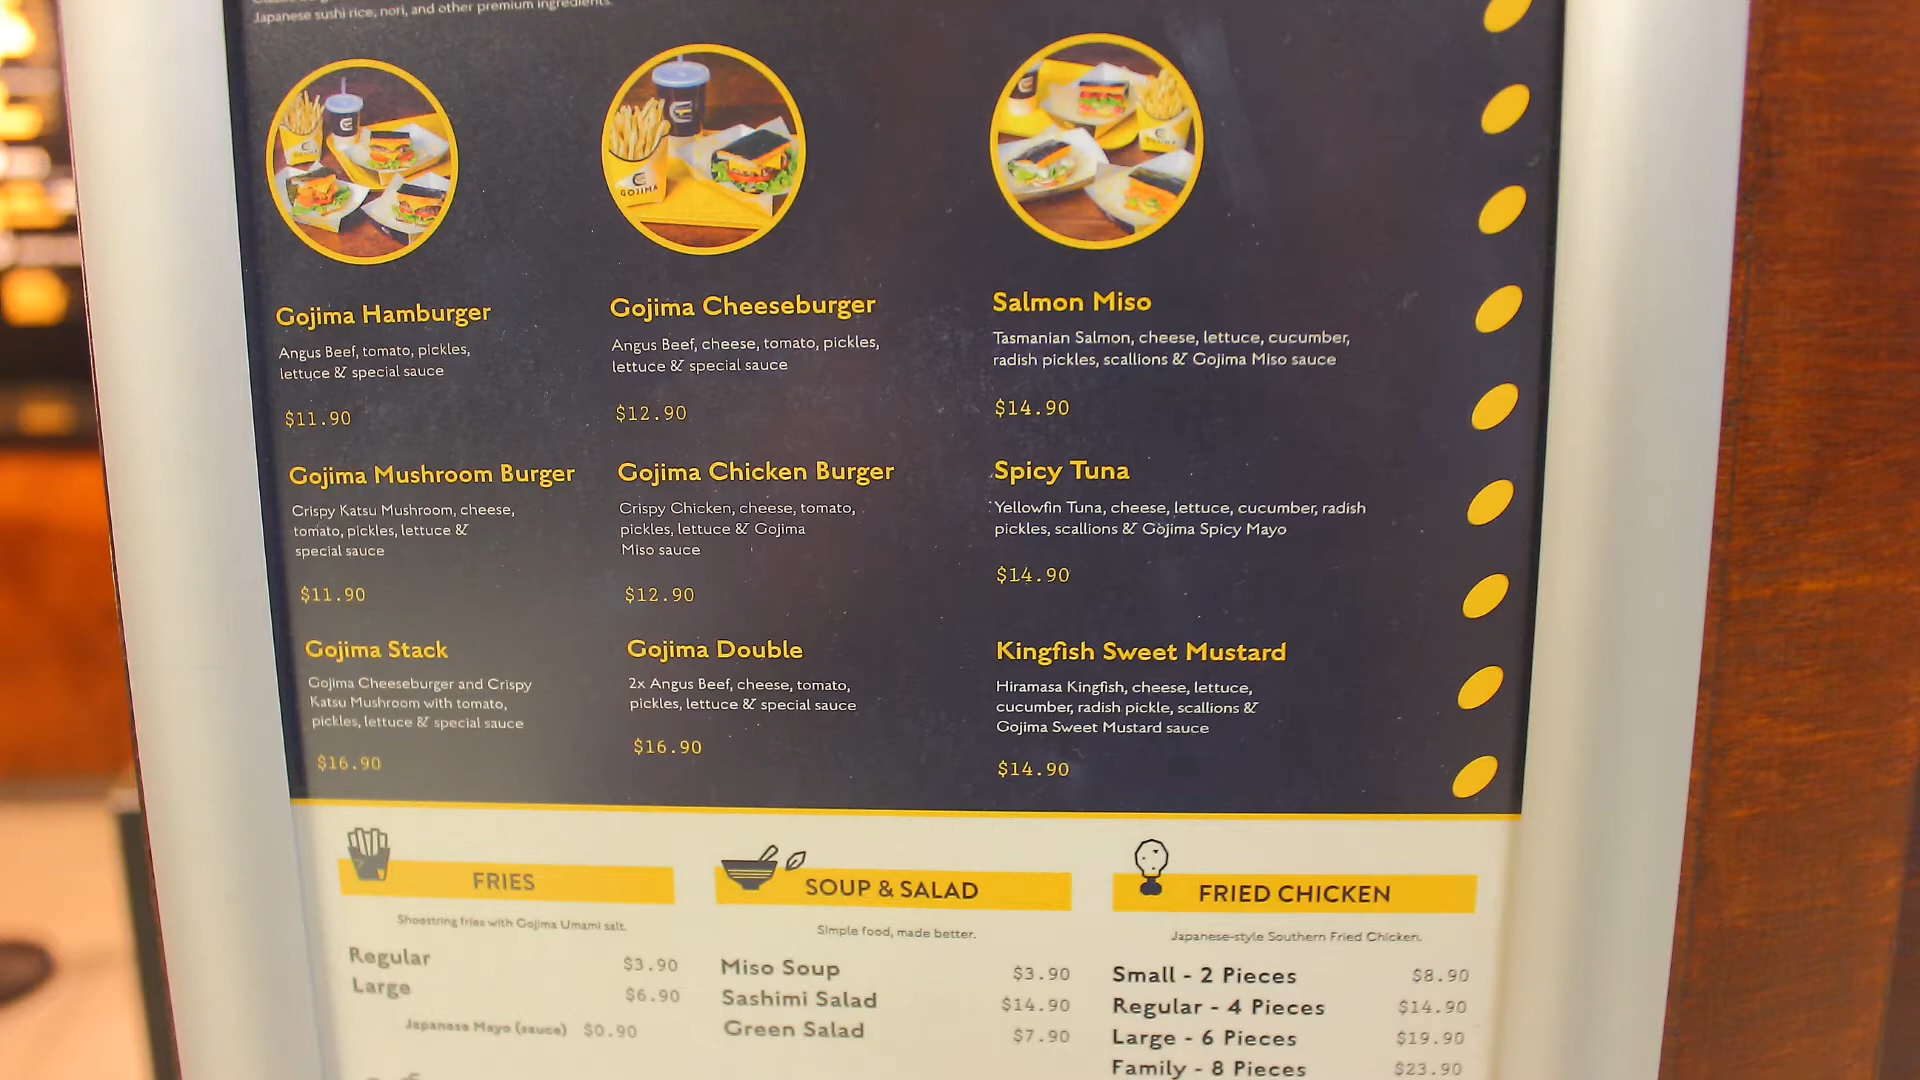 Japanese sushi rice, nori, and other premium ingredients.
GOJIMA
Gojima Hamburger
Angus Beef, tomato, pickles,
lettuce & special sauce
$11.90
Gojima Cheeseburger
Angus Beef, cheese, tomato, pickles,
lettuce & special sauce
$12.90
Salmon Miso
Tasmanian Salmon, cheese, lettuce, cucumber,
radish pickles, scallions & Gojima Miso sauce
$14.90
Gojima Mushroom Burger
Crispy Katsu Mushroom, cheese,
tomato, pickles, lettuce &
special sauce
$11.90
Gojima Chicken Burger
Crispy Chicken, cheese, tomato,
pickles, lettuce & Gojima
Miso sauce
$12.90
Spicy Tuna
Yellowfin Tuna, cheese, lettuce, cucumber, radish
pickles, scallions & Gojima Spicy Mayo
$14.90
Gojima Stack
Gojima Cheeseburger and Crispy
Katsu Mushroom with tomato,
pickles, lettuce & special sauce
$16.90
Gojima Double
2x Angus Beef, cheese, tomato,
pickles, lettuce & special sauce
$16.90
Kingfish Sweet Mustard
Hiramasa Kingfish, cheese, lettuce,
cucumber, radish pickle, scallions &
Gojima Sweet Mustard sauce
$14.90
FRIES
Shoestring fries with Gojima Umami salt.
Regular $3.90
Large $6.90
Japanese Mayo (sauce) $0.90
SOUP & SALAD
Simple food, made better.
Miso Soup $3.90
Sashimi Salad $14.90
Green Salad $7.90
FRIED CHICKEN
Japanese-style Southern Fried Chicken.
Small - 2 Pieces $8.90
Regular - 4 Pieces $14.90
Large - 6 Pieces $19.90
Family - 8 Pieces $23.90